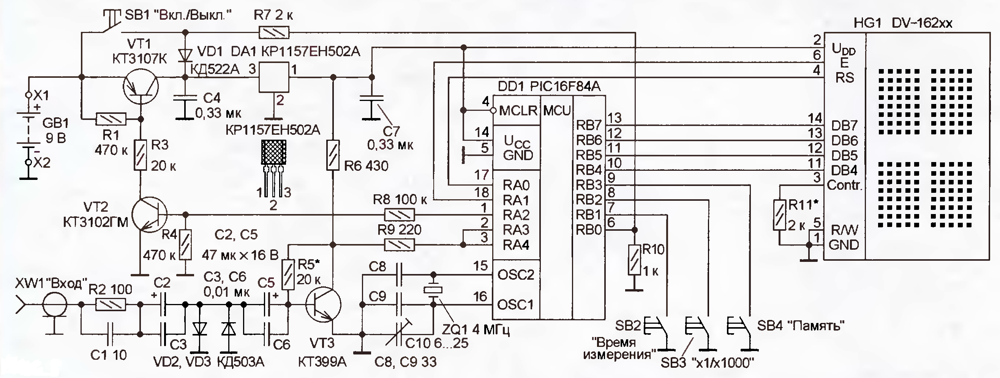 SB1 "Вкл./Выкл."
R7 2 к
HG1 DV-162xx
VT1
КТ3107К
VD1 DA1 КР1157ЕН502А
КД522А
3
1
2
X1
+
GB1
9 В
-
X2
R1
470 к
R3
20 к
C4
0,33 мк
КР1157ЕН502А
1
2
3
R6 430
C7
0,33 мк
DD1 PIC16F84A
4
MCLR
MCU
14
UCC
5
GND
17
RA0
18
RA1
1
RA2
2
RA3
3
RA4
15
OSC2
16
OSC1
RB7
13
RB6
12
RB5
11
RB4
10
RB3
9
RB2
8
RB1
7
RB0
6
2
UDD
6
E
4
RS
14
DB7
13
DB6
12
DB5
11
DB4
3
Contr.
5
R/W
1
GND
R11*
2 к
R10
1 к
VT2
КТ3102ГМ
R4
470 к
R8 100 к
R9 220
C2, C5
47 мк × 16 В
C3, C6
0,01 мк
R5*
20 к
XW1 "Вход"
R2 100
C1 10
C2
+
C3
VD2, VD3 КД503А
C5
+
C6
VT3
КТ399А
C8
C9
C10 6...25
C8, C9 33
ZQ1 4 МГц
SB2
"Время
измерения"
SB3 "x1/x1000"
SB4 "Память"